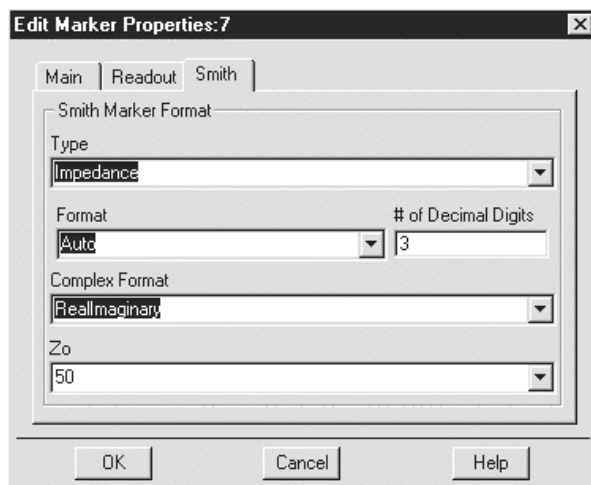 Edit Marker Properties:7
Main Readout Smith
Smith Marker Format
Type
Impedance
Format # of Decimal Digits
Auto 3
Complex Format
RealImaginary
Zo
50
OK Cancel Help